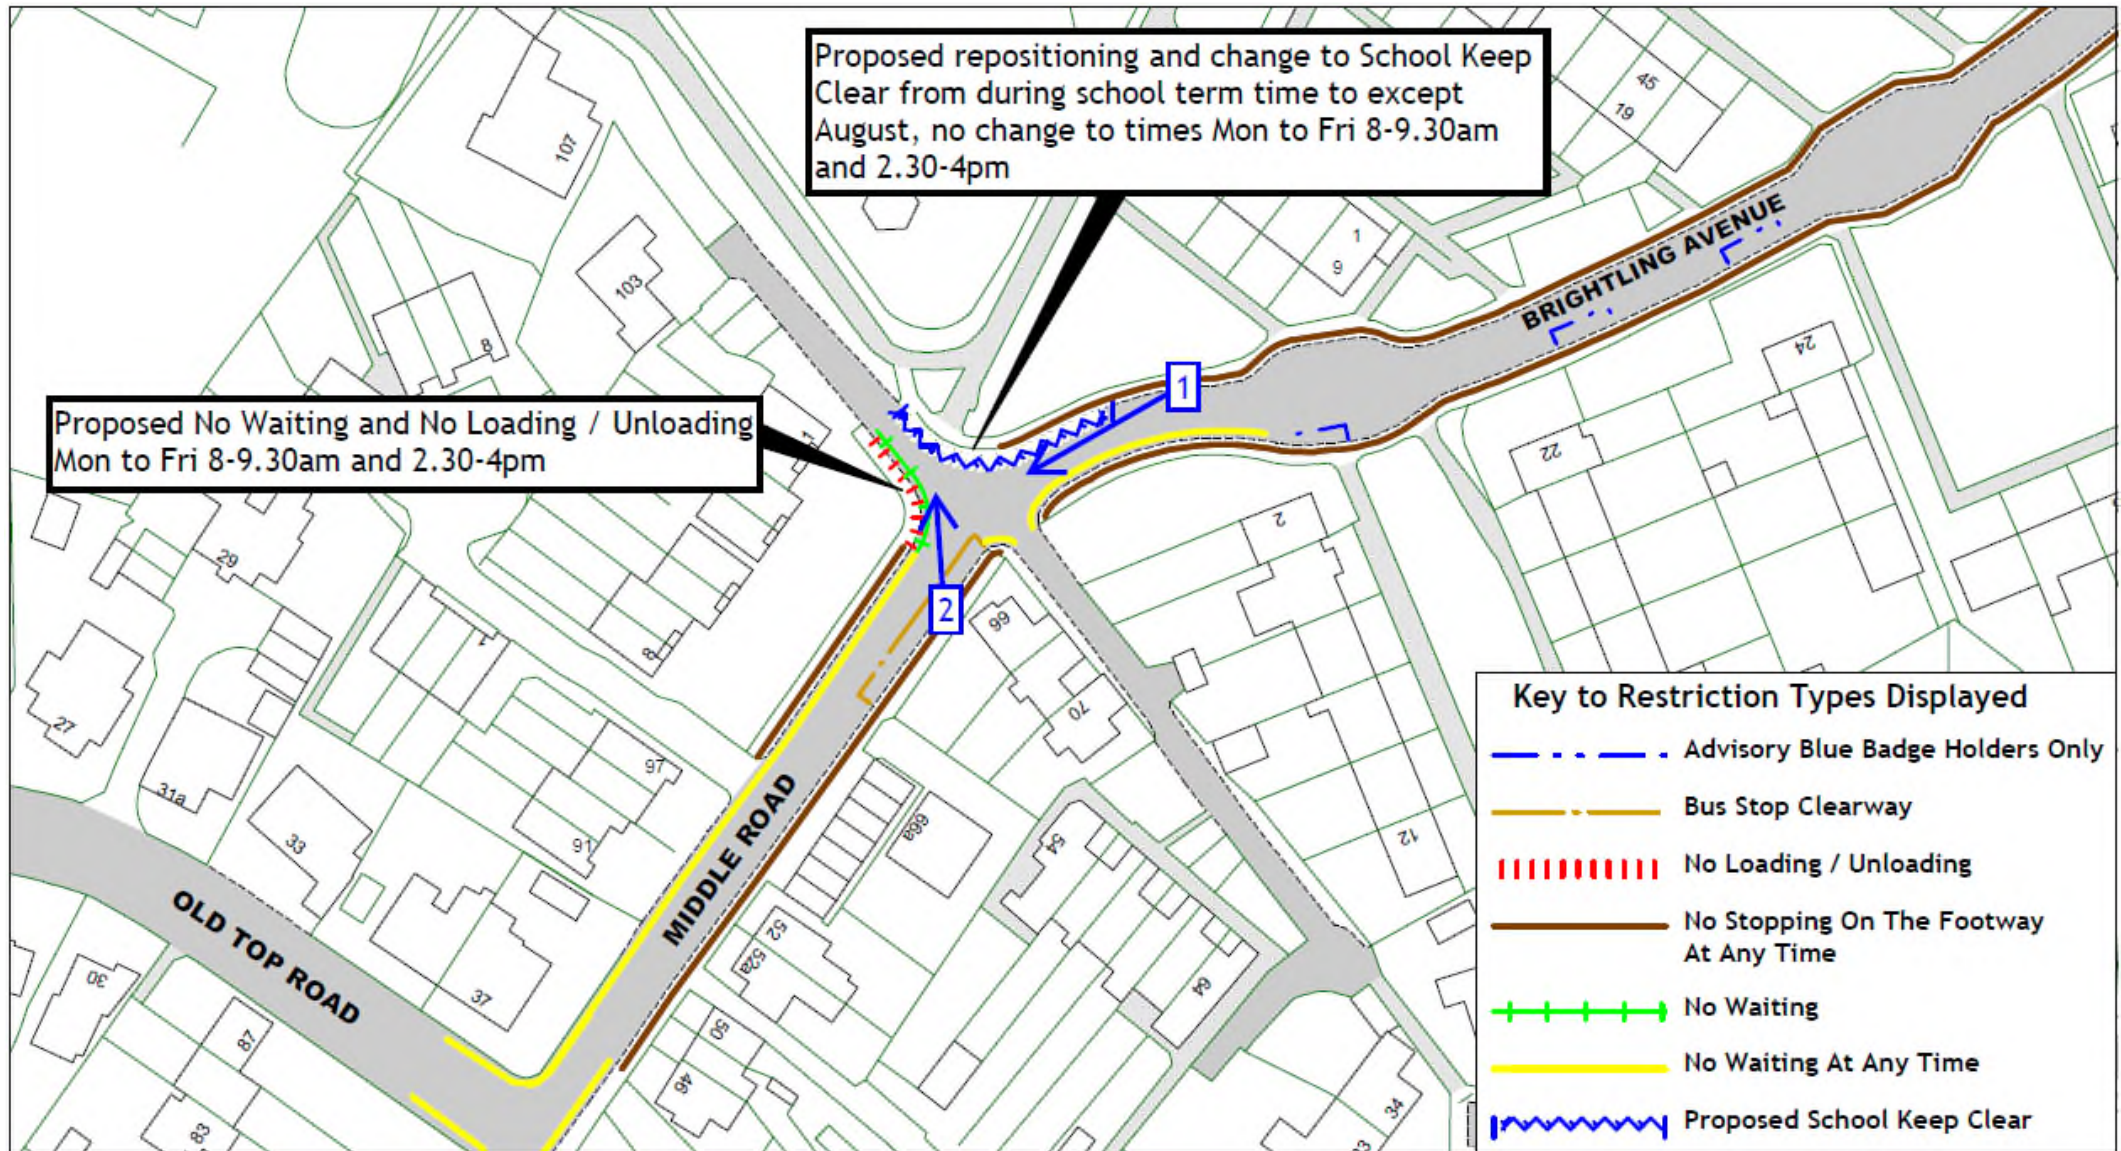 Proposed repositioning and change to School Keep
Clear from during school term time to except
August, no change to times Mon to Fri 8-9.30am
and 2.30-4pm
45
19
107
1
9
BRIGHTLING AVENUE
103
8
24
1
Proposed No Waiting and No Loading / Unloading
Mon to Fri 8-9.30am and 2.30-4pm
1
22
2
29
2
99
1
8
27
70
97
31a
33
91
MIDDLE ROAD
99a
54
12
OLD TOP ROAD
52
52a
30
37
64
87
50
46
34
83
Key to Restriction Types Displayed
Advisory Blue Badge Holders Only
Bus Stop Clearway
No Loading / Unloading
No Stopping On The Footway
At Any Time
No Waiting
No Waiting At Any Time
Proposed School Keep Clear